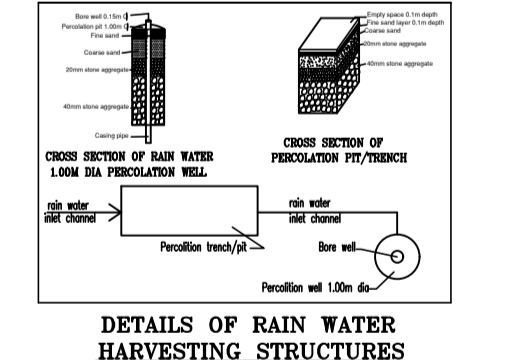 Bore well 0.15m
Percolation pit 1.00m
Fine sand
Coarse sand
20mm stone aggregate
40mm stone aggregate
Casing pipe
CROSS SECTION OF RAIN WATER
1.00M DIA PERCOLATION WELL
Empty space 0.1m depth
Fine sand layer 0.1m depth
Coarse sand
20mm stone aggregate
40mm stone aggregate
CROSS SECTION OF
PERCOLATION PIT/TRENCH
rain water
inlet channel
Percolition trench/pit
rain water
inlet channel
Bore well
Percolition well 1.00m dia
DETAILS OF RAIN WATER
HARVESTING STRUCTURES